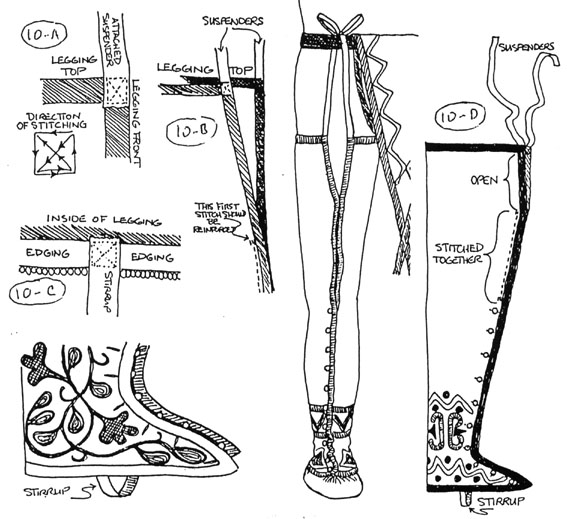 10-A
ATTACHED
SUSPENDER
LEGGING
TOP
LEGGING FRONT
DIRECTION
OF STITCHING
SUSPENDERS
LEGGING TOP
10-B
THIS FIRST
STITCH SHOULD
BE
REINFORCED
INSIDE OF LEGGING
EDGING
EDGING
STIRRUP
10-C
STIRRUP
SUSPENDERS
10-D
OPEN
STITCHED
TOGETHER
STIRRUP